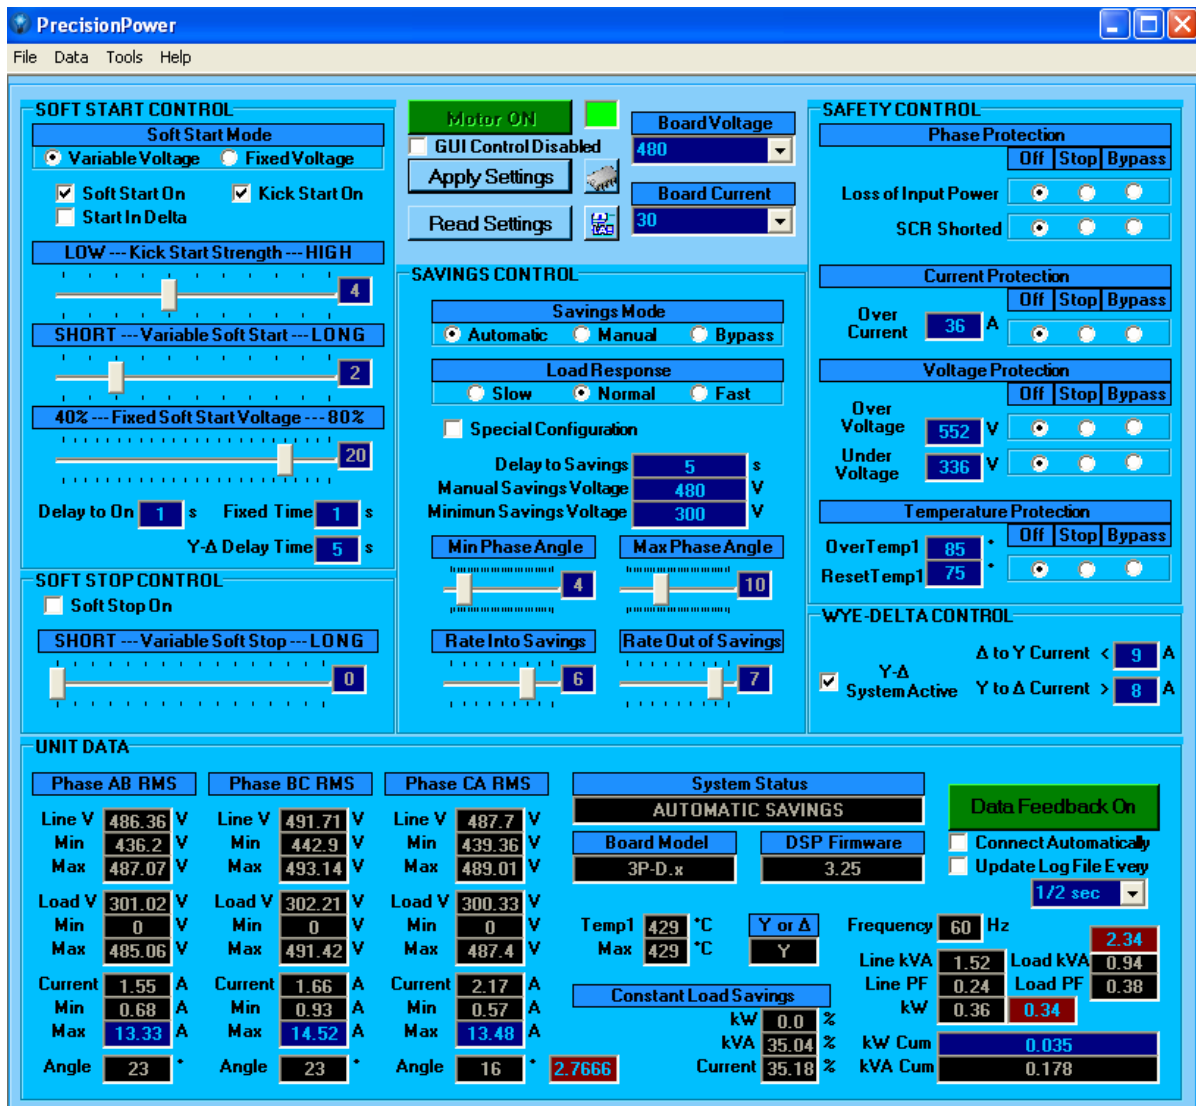 PrecisionPower
File Data Tools Help
SOFT START CONTROL
Soft Start Mode
Variable Voltage Fixed Voltage
Soft Start On Kick Start On
Start In Delta
LOW --- Kick Start Strength --- HIGH
4
SHORT --- Variable Soft Start --- LONG
2
40% --- Fixed Soft Start Voltage --- 80%
20
Delay to On 1 s Fixed Time 1 s
Y-Δ Delay Time 5 s
SOFT STOP CONTROL
Soft Stop On
SHORT --- Variable Soft Stop --- LONG
0
Motor ON
GUI Control Disabled
Apply Settings
Read Settings
Board Voltage
480
Board Current
30
SAVINGS CONTROL
Savings Mode
Automatic Manual Bypass
Load Response
Slow Normal Fast
Special Configuration
Delay to Savings 5 s
Manual Savings Voltage 480 V
Minimun Savings Voltage 300 V
Min Phase Angle Max Phase Angle
4 10
Rate Into Savings Rate Out of Savings
6 7
SAFETY CONTROL
Phase Protection
Off Stop Bypass
Loss of Input Power
SCR Shorted
Current Protection
Off Stop Bypass
Over Current 36 A
Voltage Protection
Off Stop Bypass
Over Voltage 552 V
Under Voltage 336 V
Temperature Protection
Off Stop Bypass
OverTemp1 85 °
ResetTemp1 75 °
WYE-DELTA CONTROL
Y-Δ System Active
Δ to Y Current < 9 A
Y to Δ Current > 8 A
UNIT DATA
Phase AB RMS Phase BC RMS Phase CA RMS
Line V 486.36 V Line V 491.71 V Line V 487.7 V
Min 436.2 V Min 442.9 V Min 439.36 V
Max 487.07 V Max 493.14 V Max 489.01 V
Load V 301.02 V Load V 302.21 V Load V 300.33 V
Min 0 V Min 0 V Min 0 V
Max 485.06 V Max 491.42 V Max 487.4 V
Current 1.55 A Current 1.66 A Current 2.17 A
Min 0.68 A Min 0.93 A Min 0.57 A
Max 13.33 A Max 14.52 A Max 13.48 A
Angle 23 ° Angle 23 ° Angle 16 ° 2.7666
System Status
AUTOMATIC SAVINGS
Board Model DSP Firmware
3P-D.x 3.25
Temp1 429 °C Y or Δ
Max 429 °C Y
Constant Load Savings
kW 0.0 %
kVA 35.04 %
Current 35.18 %
Data Feedback On
Connect Automatically
Update Log File Every
1/2 sec
Frequency 60 Hz
2.34
Line kVA 1.52 Load kVA 0.94
Line PF 0.24 Load PF 0.38
kW 0.36 0.34
kW Cum 0.035
kVA Cum 0.178